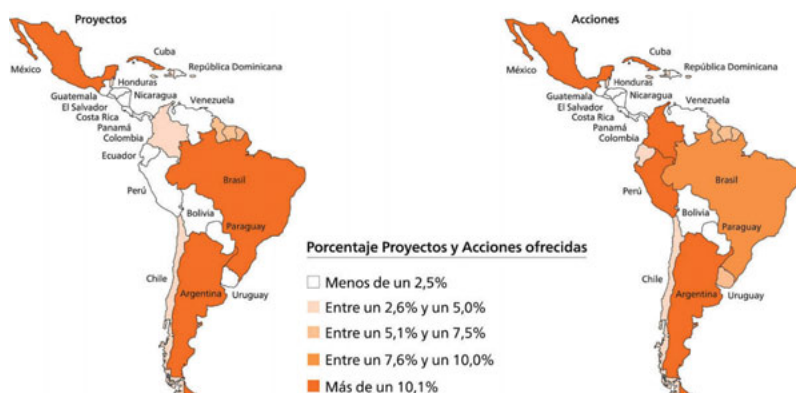 Proyectos
Cuba
República Dominicana
México
Honduras
Guatemala
Nicaragua
El Salvador
Costa Rica
Venezuela
Panamá
Colombia
Ecuador
Brasil
Perú
Bolivia
Paraguay
Chile
Argentina
Uruguay
Porcentaje Proyectos y Acciones ofrecidas
Menos de un 2,5%
Entre un 2,6% y un 5,0%
Entre un 5,1% y un 7,5%
Entre un 7,6% y un 10,0%
Más de un 10,1%
Acciones
Cuba
República Dominicana
México
Honduras
Guatemala
Nicaragua
El Salvador
Costa Rica
Venezuela
Panamá
Colombia
Ecuador
Brasil
Perú
Bolivia
Paraguay
Chile
Argentina
Uruguay